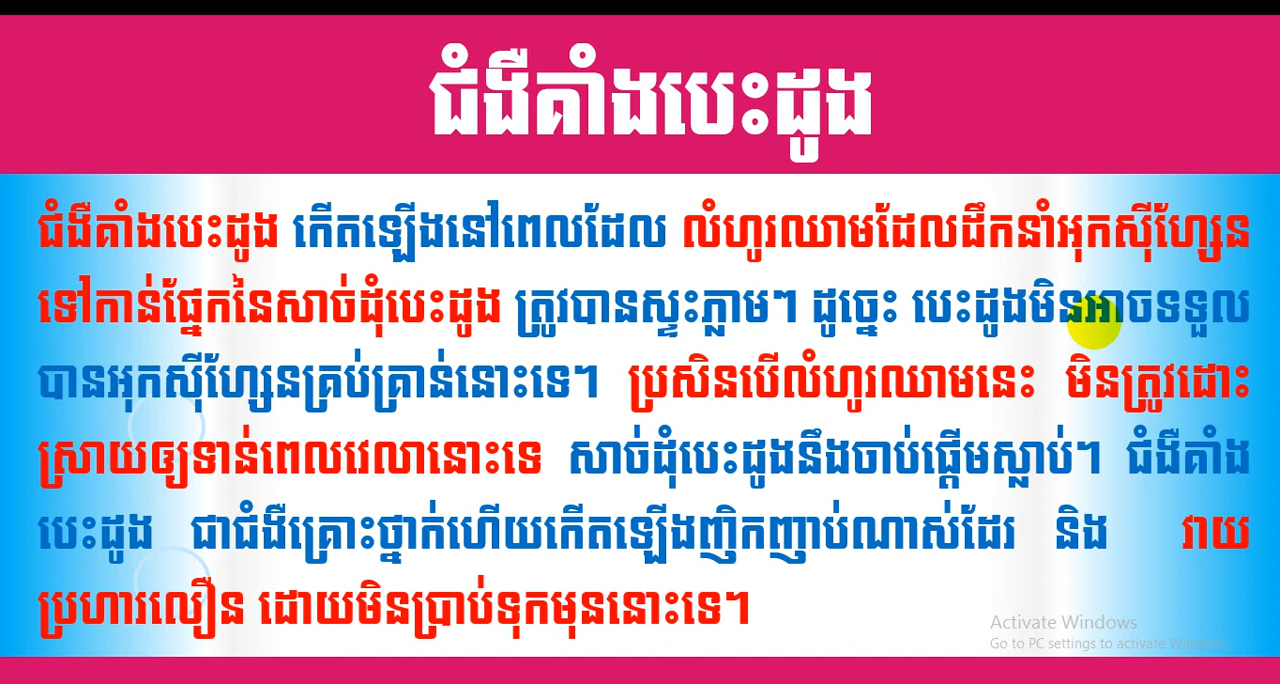 ជំងឺគាំងបេះដូង
ជំងឺគាំងបេះដូង កើតឡើងនៅពេលដែល លំហូរឈាមដែលដឹកនាំអុកស៊ីហ្សែន
ទៅកាន់ផ្នែកនៃសាច់ដុំបេះដូង ត្រូវបានស្ទះភ្លាមៗ ដូច្នេះ បេះដូងមិនអាចទទួល
បានអុកស៊ីហ្សែនគ្រប់គ្រាន់នោះទេ។ ប្រសិនបើលំហូរឈាមនេះ មិនត្រូវដោះ
ស្រាយឲ្យទាន់ពេលវេលានោះទេ សាច់ដុំបេះដូងនឹងចាប់ផ្តើមស្លាប់។ ជំងឺគាំង
បេះដូង ជាជំងឺគ្រោះថ្នាក់ហើយកើតឡើងញឹកញាប់ណាស់ដែរ និង វាយ
ប្រហារលឿន ដោយមិនប្រាប់ទុកមុននោះទេ។
Activate Windows
Go to PC settings to activate Windows.